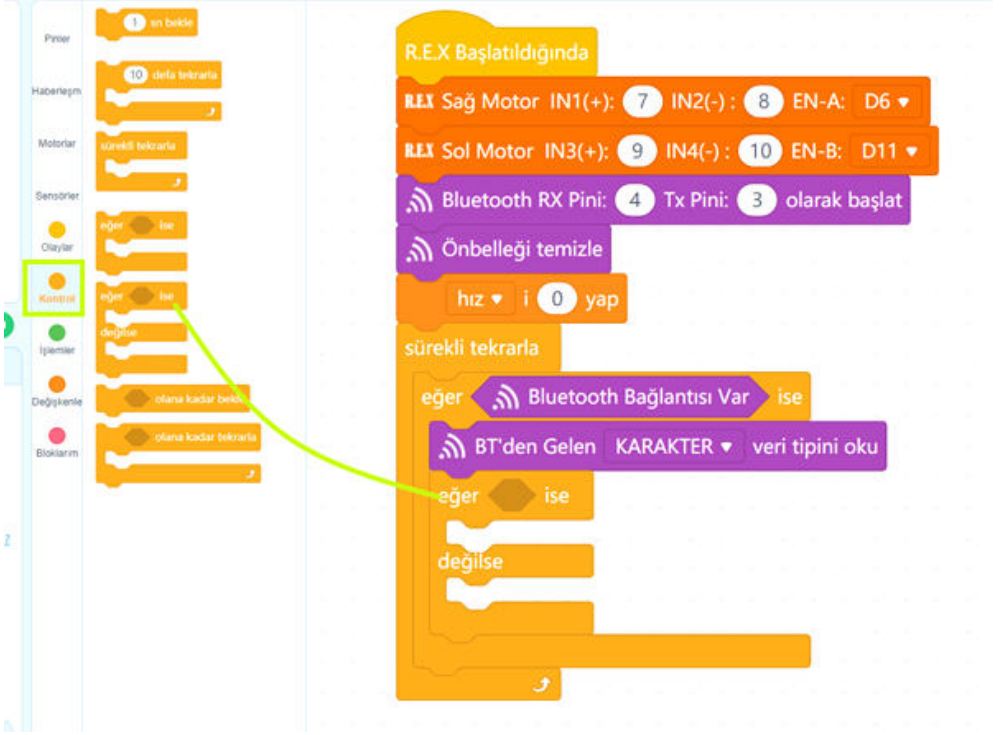 Pinler
Haberleşm
Motorlar
Sensörler
Olaylar
Kontrol
İşlemler
Değişkenle
Bloklarım
2
1 sn bekle
10 defa tekrarla
sürekli tekrarla
eğer ise
eğer ise
değilse
olana kadar bekle
olana kadar tekrarla
R.E.X Başlatıldığında
R.E.X Sağ Motor IN1(+): 7 IN2(-) : 8 EN-A: D6
R.E.X Sol Motor IN3(+): 9 IN4(-) : 10 EN-B: D11
Bluetooth RX Pini: 4 Tx Pini: 3 olarak başlat
Önbelleği temizle
hız i 0 yap
sürekli tekrarla
eğer Bluetooth Bağlantısı Var ise
BT'den Gelen KARAKTER veri tipini oku
eğer ise
değilse